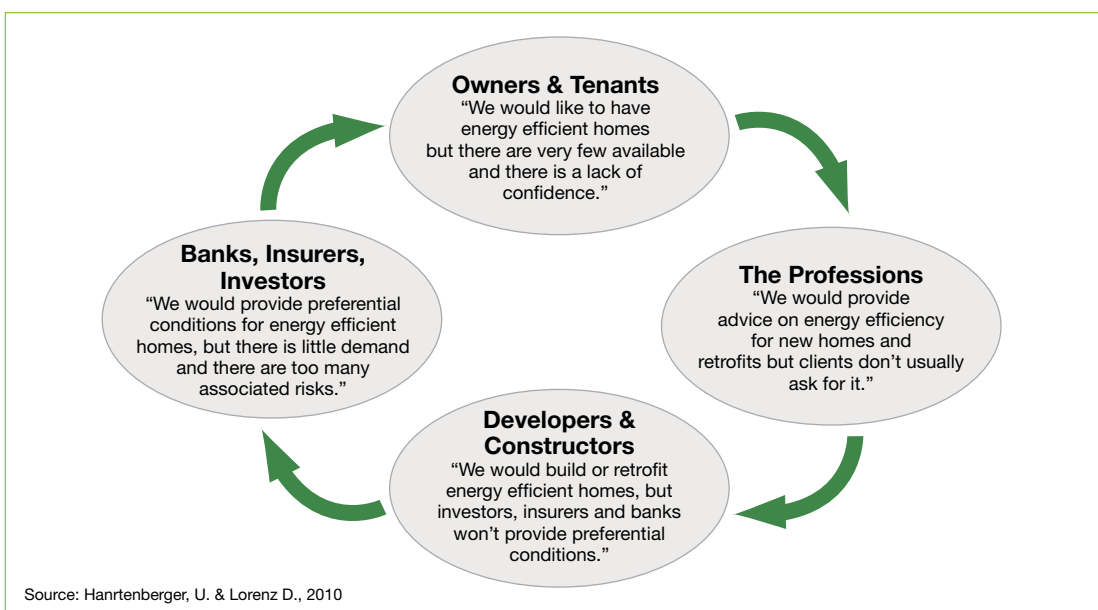 Owners & Tenants
“We would like to have
energy efficient homes
but there are very few available
and there is a lack of
confidence.”
The Professions
“We would provide
advice on energy efficiency
for new homes and
retrofits but clients don’t usually
ask for it.”
Developers &
Constructors
“We would build or retrofit
energy efficient homes, but
investors, insurers and banks
won’t provide preferential
conditions.”
Banks, Insurers,
Investors
“We would provide preferential
conditions for energy efficient
homes, but there is little demand
and there are too many
associated risks.”
Source: Hanrtenberger, U. & Lorenz D., 2010